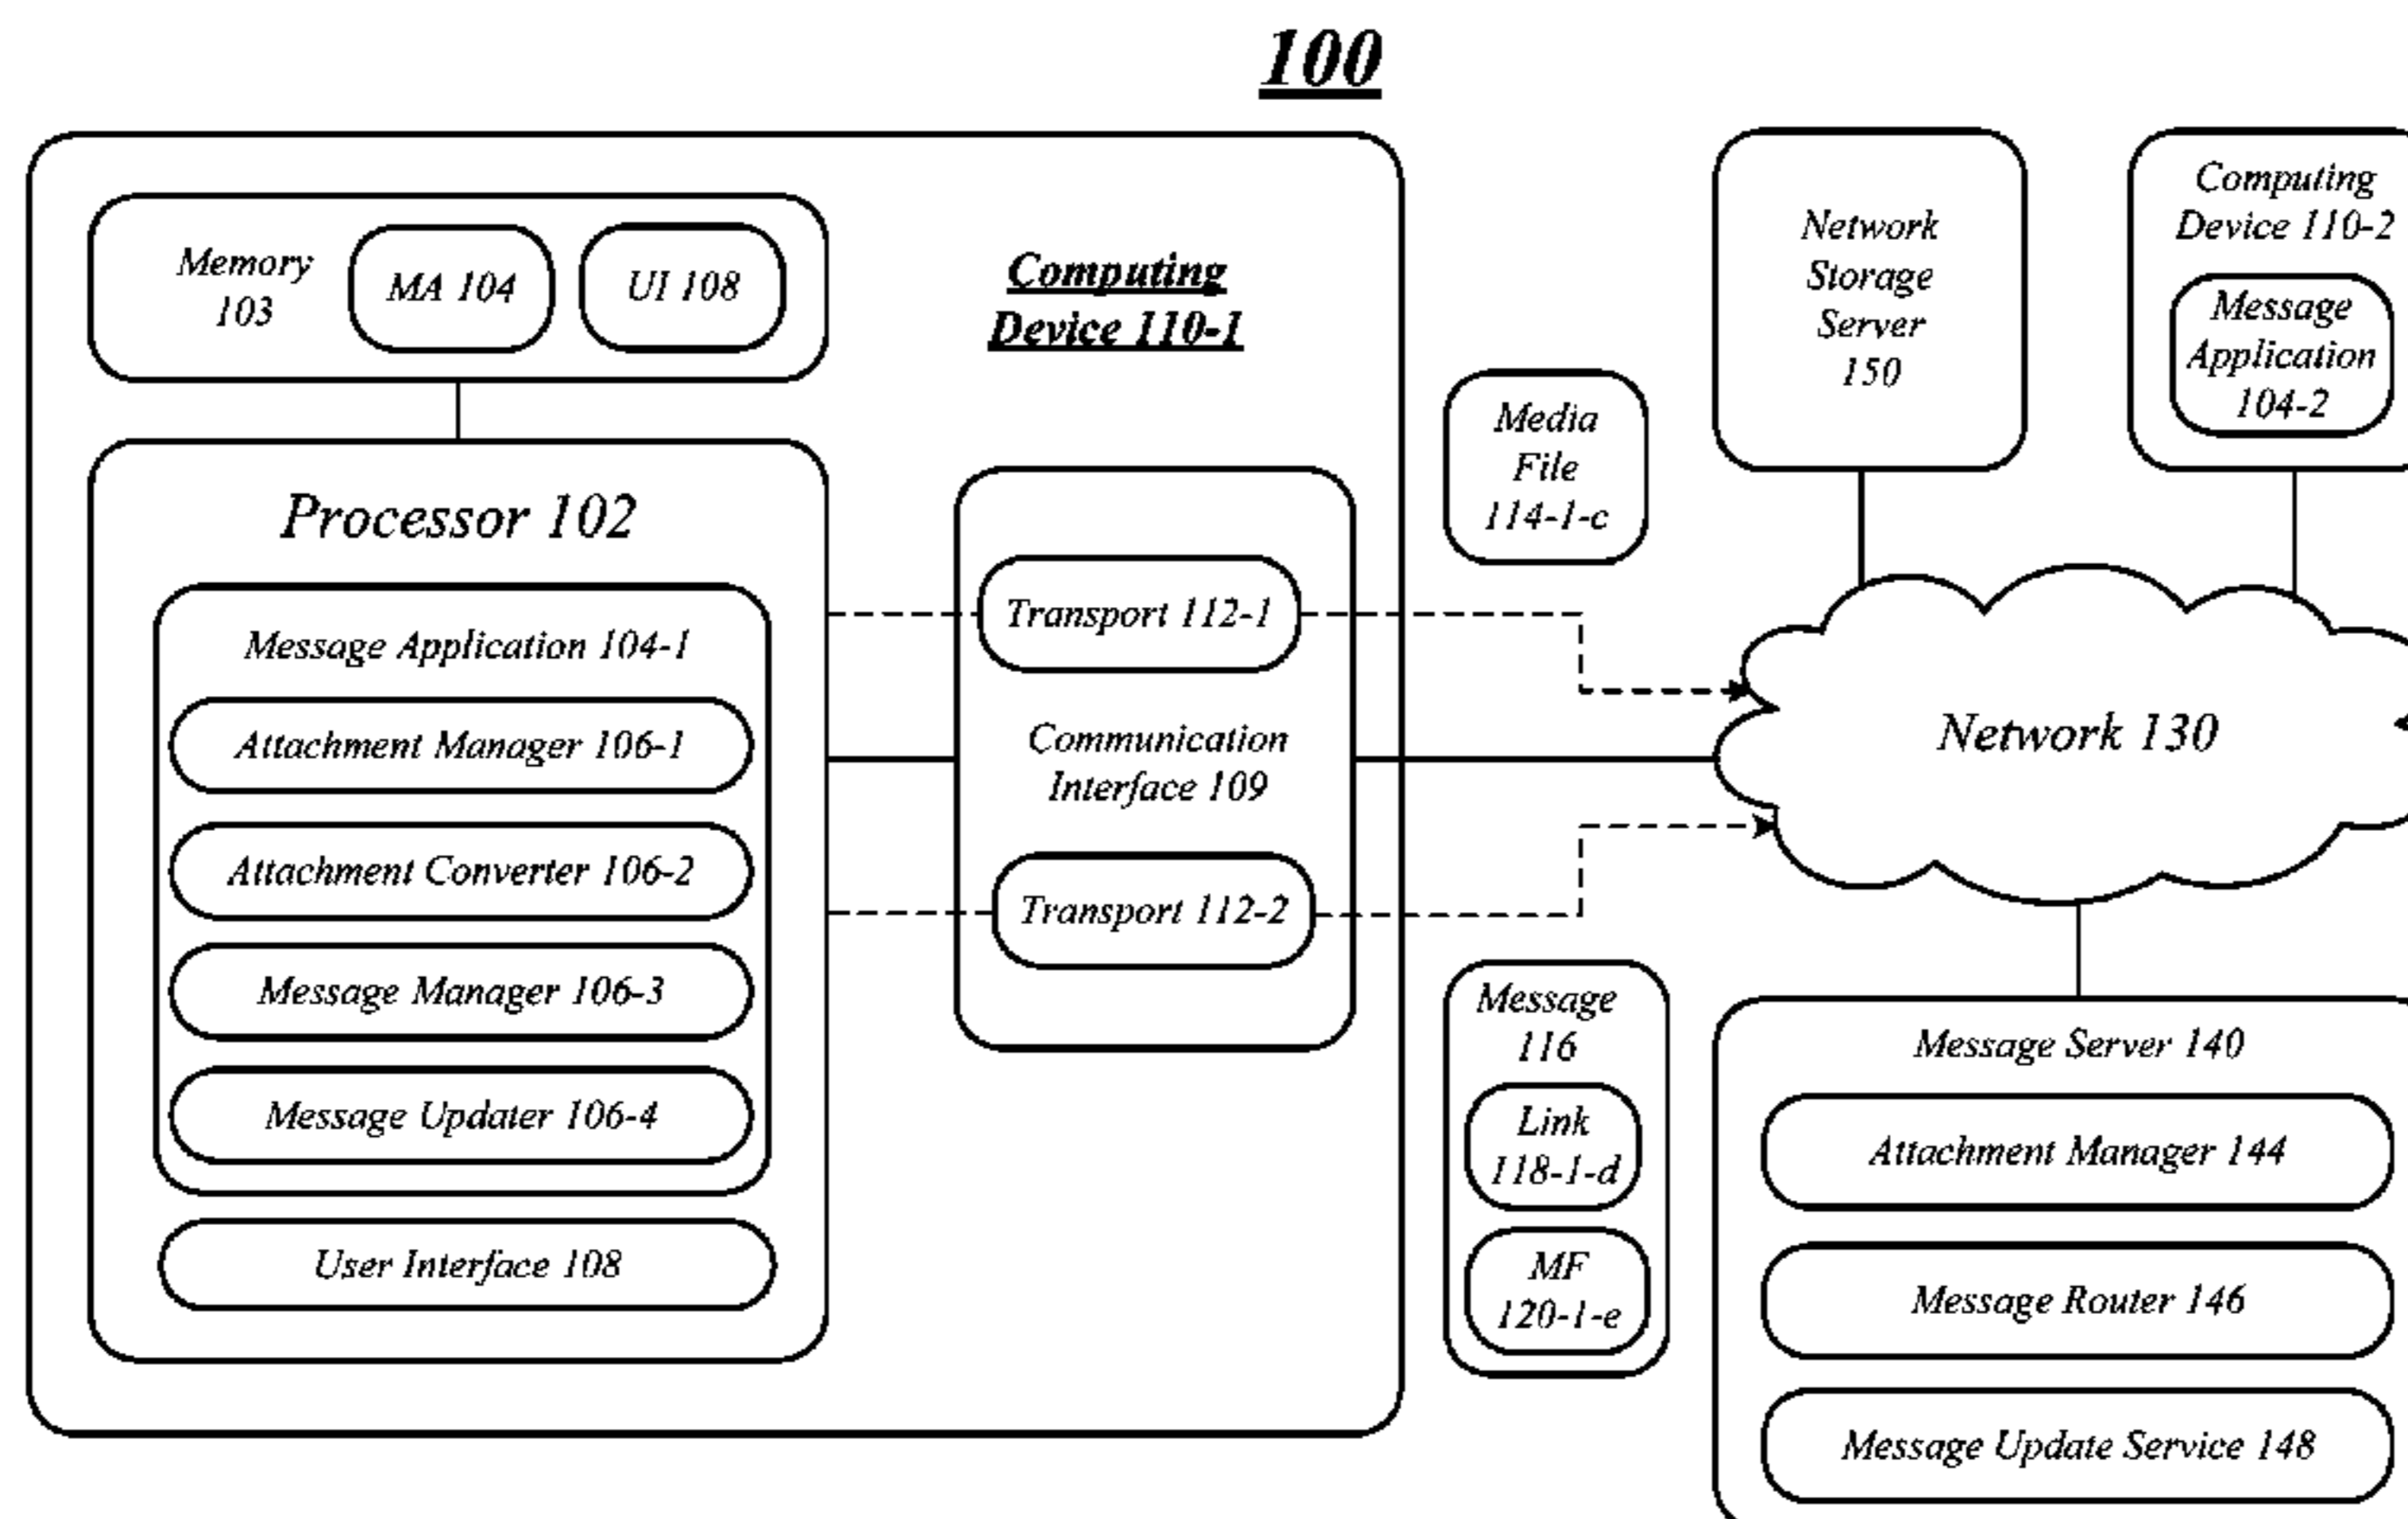 100
Memory
103
MA 104
UI 108
Computing
Device 110-1
Processor 102
Message Application 104-1
Attachment Manager 106-1
Attachment Converter 106-2
Message Manager 106-3
Message Updater 106-4
User Interface 108
Transport 112-1
Communication
Interface 109
Transport 112-2
Media
File
114-1-c
Message
116
Link
118-1-d
MF
120-1-e
Network
Storage
Server
150
Computing
Device 110-2
Message
Application
104-2
Network 130
Message Server 140
Attachment Manager 144
Message Router 146
Message Update Service 148